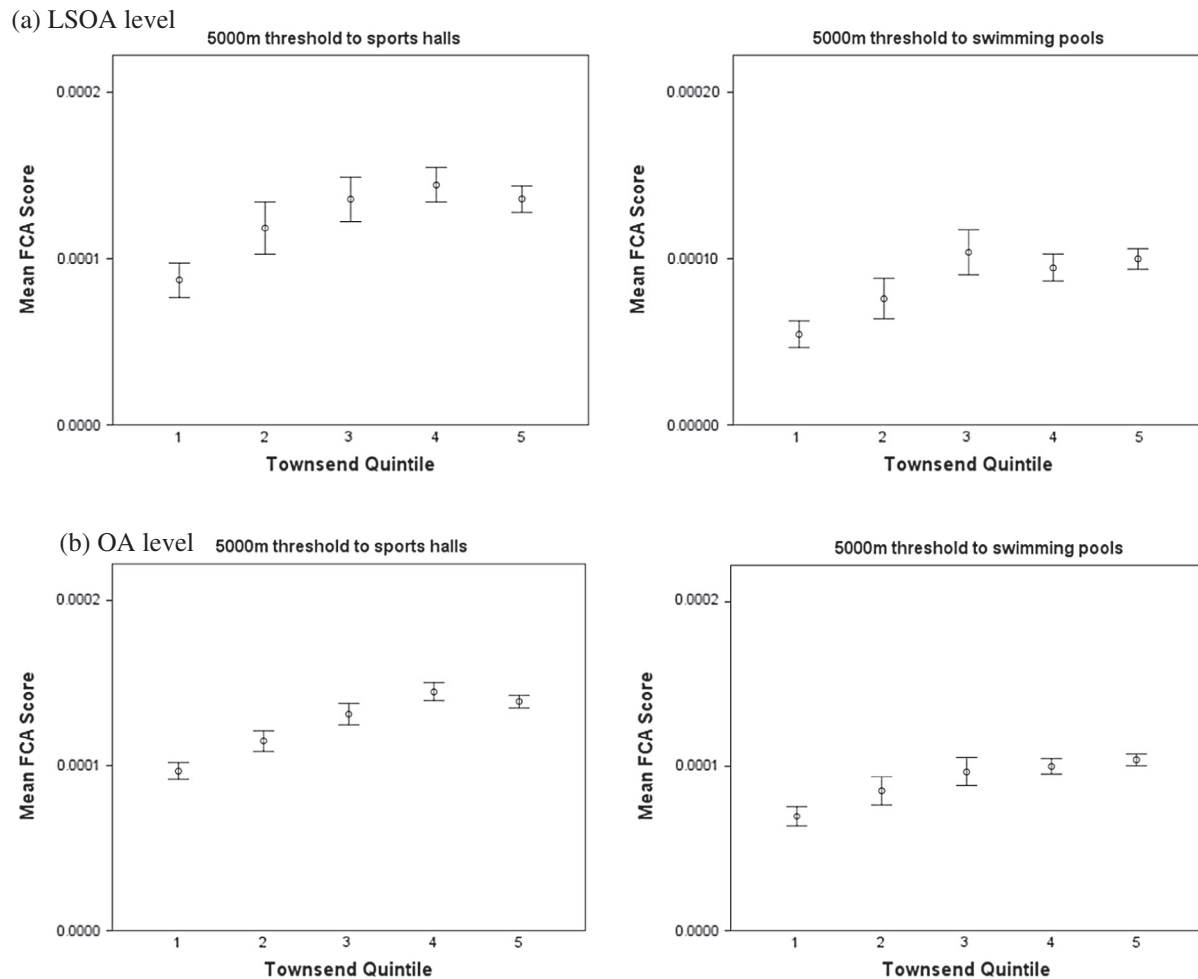 (a) LSOA level
5000m threshold to sports halls
0.0002
0.0001
0.0000
Mean FCA Score
1 2 3 4 5
Townsend Quintile
5000m threshold to swimming pools
0.00020
0.00010
0.00000
Mean FCA Score
1 2 3 4 5
Townsend Quintile
(b) OA level
5000m threshold to sports halls
0.0002
0.0001
0.0000
Mean FCA Score
1 2 3 4 5
Townsend Quintile
5000m threshold to swimming pools
0.0002
0.0001
0.0000
Mean FCA Score
1 2 3 4 5
Townsend Quintile